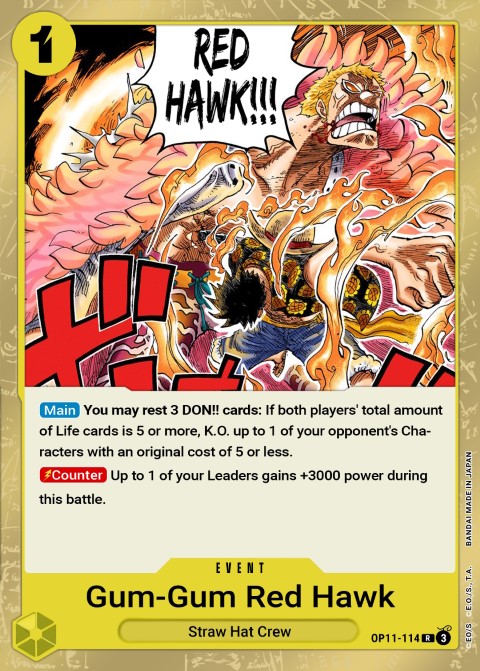 1
RED
HAWK!!!
Main You may rest 3 DON!! cards: If both players' total amount
of Life cards is 5 or more, K.O. up to 1 of your opponent's Cha-
racters with an original cost of 5 or less.
Counter Up to 1 of your Leaders gains +3000 power during
this battle.
EVENT
Gum-Gum Red Hawk
Straw Hat Crew
OP11-114 R 3
©E.O./S., T.A. BANDAI MADE IN JAPAN